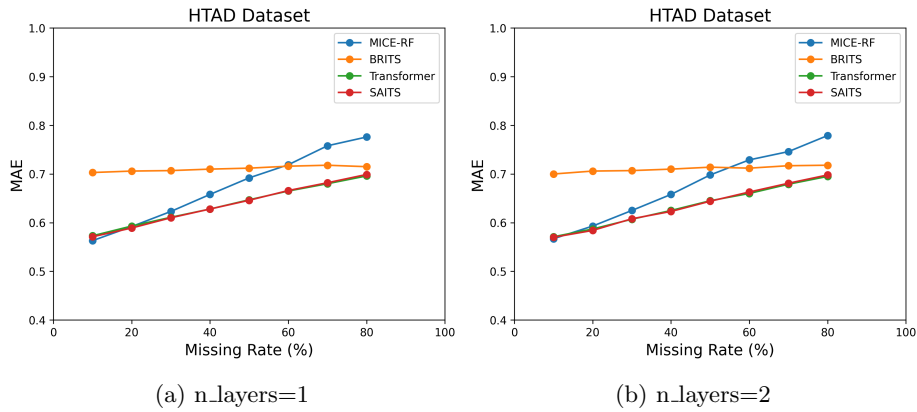 HTAD Dataset
1.0
0.9
0.8
0.7
0.6
0.5
0.4
MAE
MICE-RF
BRITS
Transformer
SAITS
0 20 40 60 80 100
Missing Rate (%)
(a) n_layers=1
HTAD Dataset
1.0
0.9
0.8
0.7
0.6
0.5
0.4
MAE
MICE-RF
BRITS
Transformer
SAITS
0 20 40 60 80 100
Missing Rate (%)
(b) n_layers=2